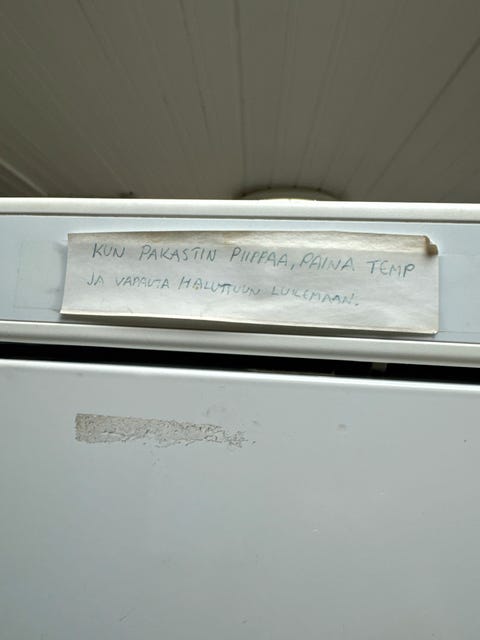 KUN PAKASTIN PIIPPAA, PAINA TEMP
JA VAPAUTA HALUTTUUN LUKEMAAN.